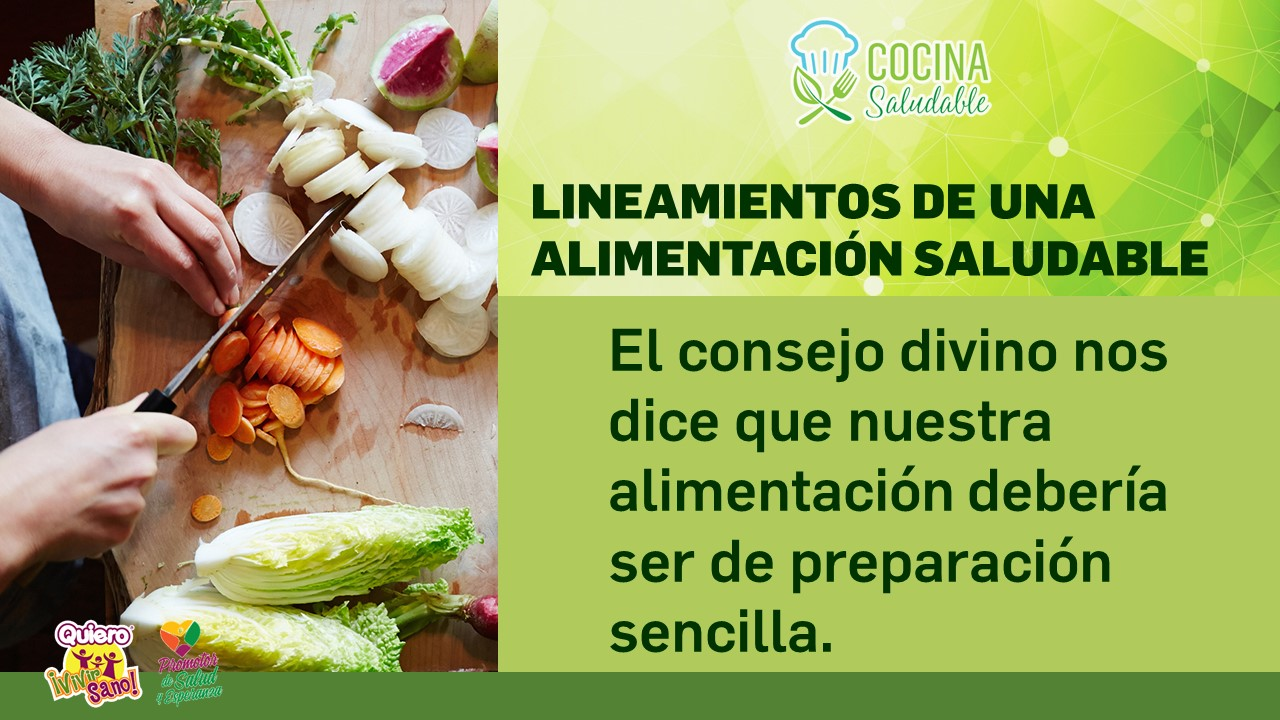 COCINA
Saludable
LINEAMIENTOS DE UNA
ALIMENTACIÓN SALUDABLE
El consejo divino nos
dice que nuestra
alimentación debería
ser de preparación
sencilla.
Quiero
¡Vivir
Sano!
Promotor
de Salud
y Esperanza